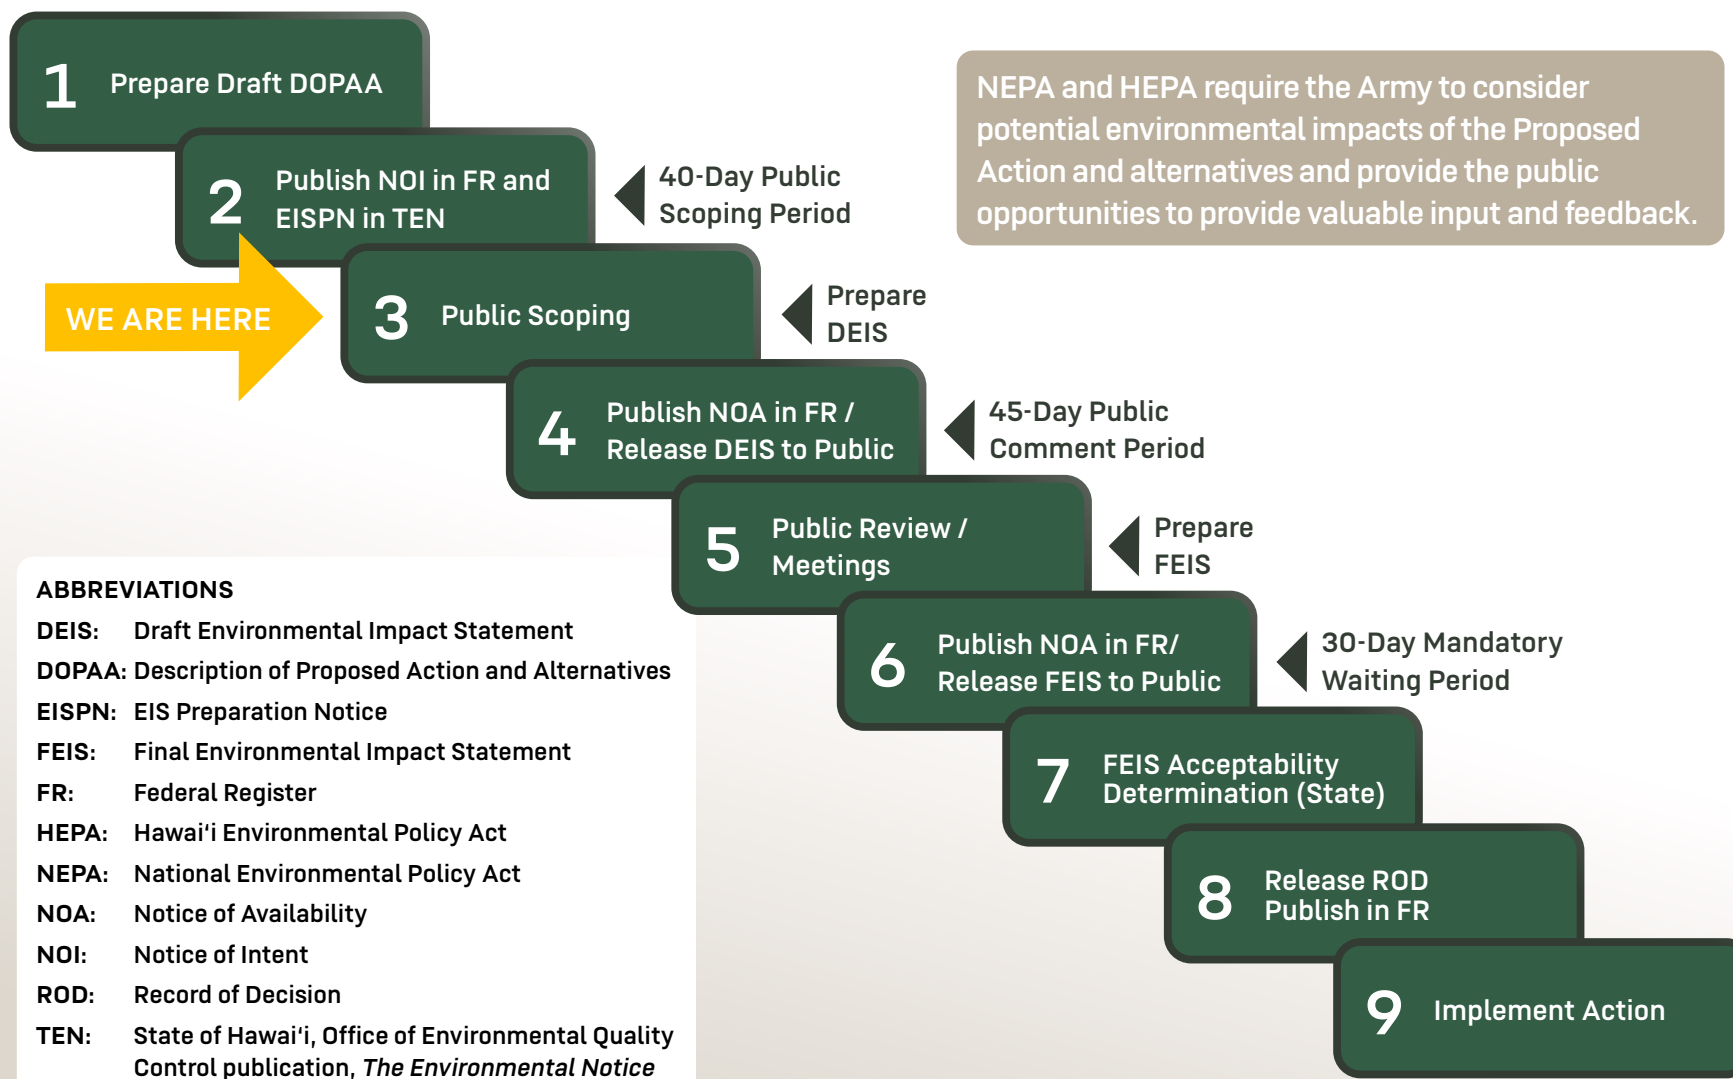 1 Prepare Draft DOPAA
2 Publish NOI in FR and
EISPN in TEN
40-Day Public
Scoping Period
NEPA and HEPA require the Army to consider
potential environmental impacts of the Proposed
Action and alternatives and provide the public
opportunities to provide valuable input and feedback.
WE ARE HERE
3 Public Scoping
Prepare
DEIS
4 Publish NOA in FR /
Release DEIS to Public
45-Day Public
Comment Period
5 Public Review /
Meetings
Prepare
FEIS
6 Publish NOA in FR/
Release FEIS to Public
30-Day Mandatory
Waiting Period
7 FEIS Acceptability
Determination (State)
8 Release ROD
Publish in FR
9 Implement Action
ABBREVIATIONS
DEIS: Draft Environmental Impact Statement
DOPAA: Description of Proposed Action and Alternatives
EISPN: EIS Preparation Notice
FEIS: Final Environmental Impact Statement
FR: Federal Register
HEPA: Hawaiʻi Environmental Policy Act
NEPA: National Environmental Policy Act
NOA: Notice of Availability
NOI: Notice of Intent
ROD: Record of Decision
TEN: State of Hawaiʻi, Office of Environmental Quality
Control publication, The Environmental Notice